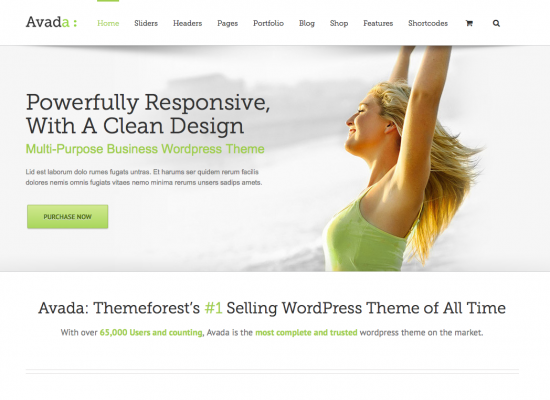 Avada :
Home Sliders Headers Pages Portfolio Blog Shop Features Shortcodes
Powerfully Responsive,
With A Clean Design
Multi-Purpose Business Wordpress Theme
Lid est laborum dolo rumes fugats untras. Et harums ser quidem rerum facilis
dolores nemis omnis fugiats vitaes nemo minima rerums unsers sadips amets.
PURCHASE NOW
Avada: Themeforest's #1 Selling WordPress Theme of All Time
With over 65,000 Users and counting, Avada is the most complete and trusted wordpress theme on the market.